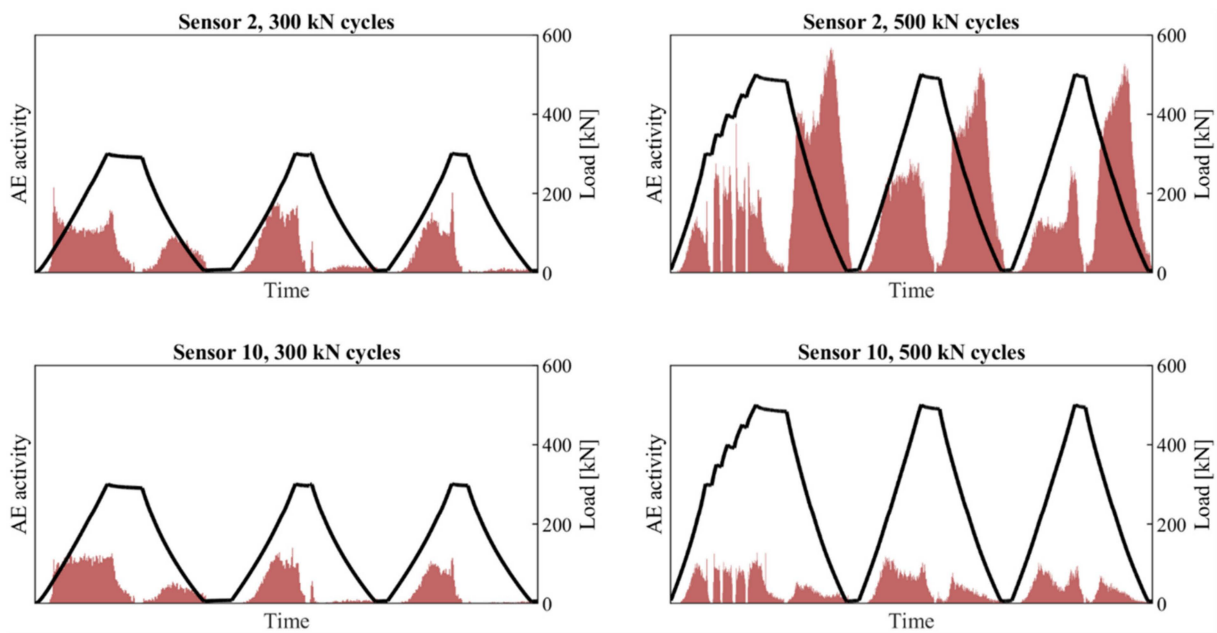 Sensor 2, 300 kN cycles
AE activity
600
400
200
0
Load [kN]
Time
Sensor 2, 500 kN cycles
AE activity
600
400
200
0
Load [kN]
Time
Sensor 10, 300 kN cycles
AE activity
600
400
200
0
Load [kN]
Time
Sensor 10, 500 kN cycles
AE activity
600
400
200
0
Load [kN]
Time